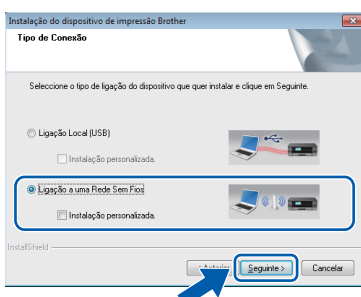 Instalação do dispositivo de impressão Brother
Tipo de Conexão
Seleccione o tipo de ligação do dispositivo que quer instalar e clique em Seguinte.
Ligação Local (USB)
Instalação personalizada.
Ligação a uma Rede Sem Fios
Instalação personalizada.
InstallShield
Seguinte > Cancelar